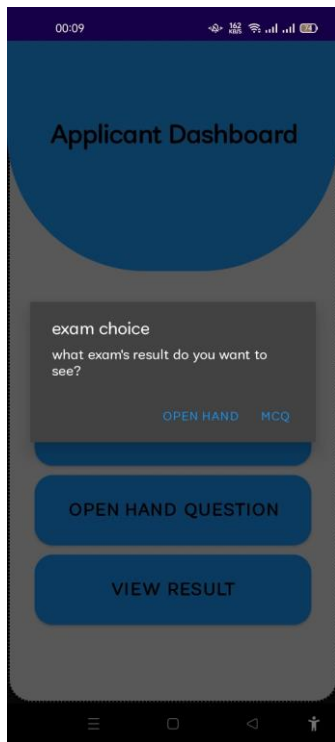 00:09
162
KB/S
74
Applicant Dashboard
exam choice
what exam's result do you want to
see?
OPEN HAND MCQ
OPEN HAND QUESTION
VIEW RESULT